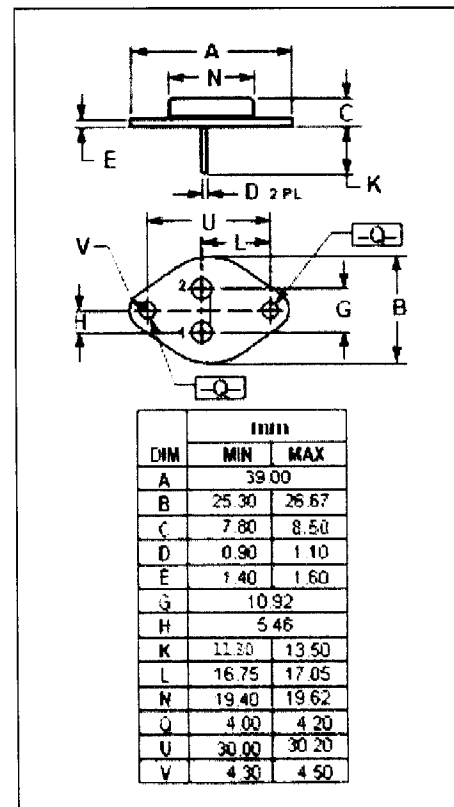 A
N
C
E
K
D 2 PL
U
L
V
-Q-
2
H
G
B
1
-Q-
mm
DIM MIN MAX
A 39.00
B 25.30 26.67
C 7.80 8.50
D 0.90 1.10
E 1.40 1.60
G 10.92
H 5.46
K 13.50
L 16.75 17.05
N 19.40 19.62
Q 4.00 4.20
U 30.00 30.20
V 4.30 4.50